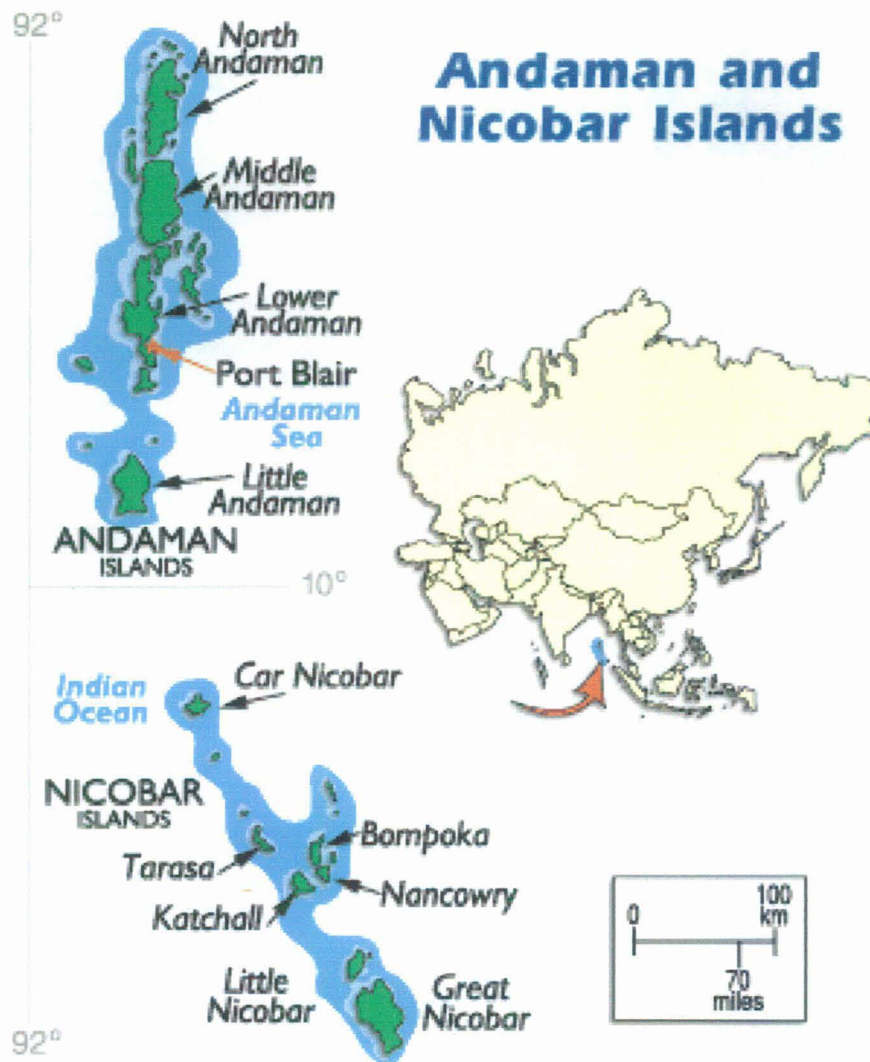 92°
North
Andaman
Andaman and
Nicobar Islands
Middle
Andaman
Lower
Andaman
Port Blair
Andaman
Sea
Little
Andaman
ANDAMAN
ISLANDS
10°
Indian
Ocean
Car Nicobar
NICOBAR
ISLANDS
Bompoka
Tarasa
Nancowry
Katchall
Little
Nicobar
Great
Nicobar
0
100
km
70
miles
92°